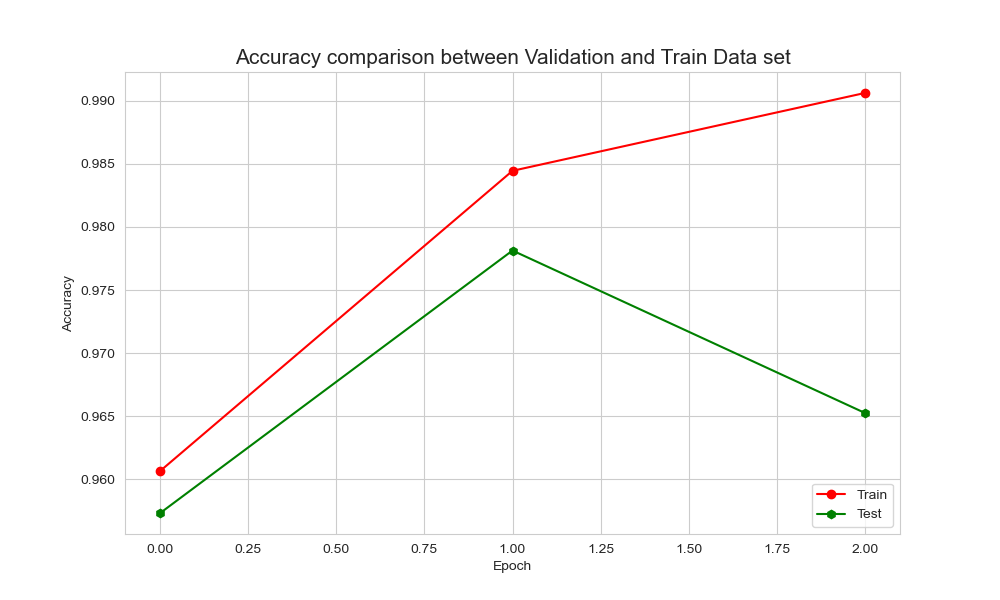 Accuracy comparison between Validation and Train Data set
0.990
0.985
0.980
0.975
0.970
0.965
0.960
Accuracy
Train
Test
0.00 0.25 0.50 0.75 1.00 1.25 1.50 1.75 2.00
Epoch